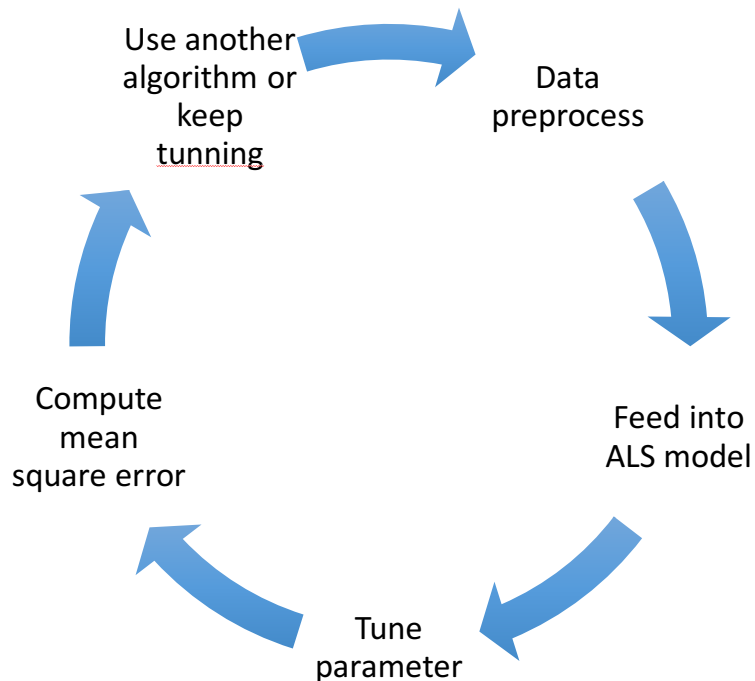 Use another
algorithm or
keep
tunning
Data
preprocess
Feed into
ALS model
Tune
parameter
Compute
mean
square error